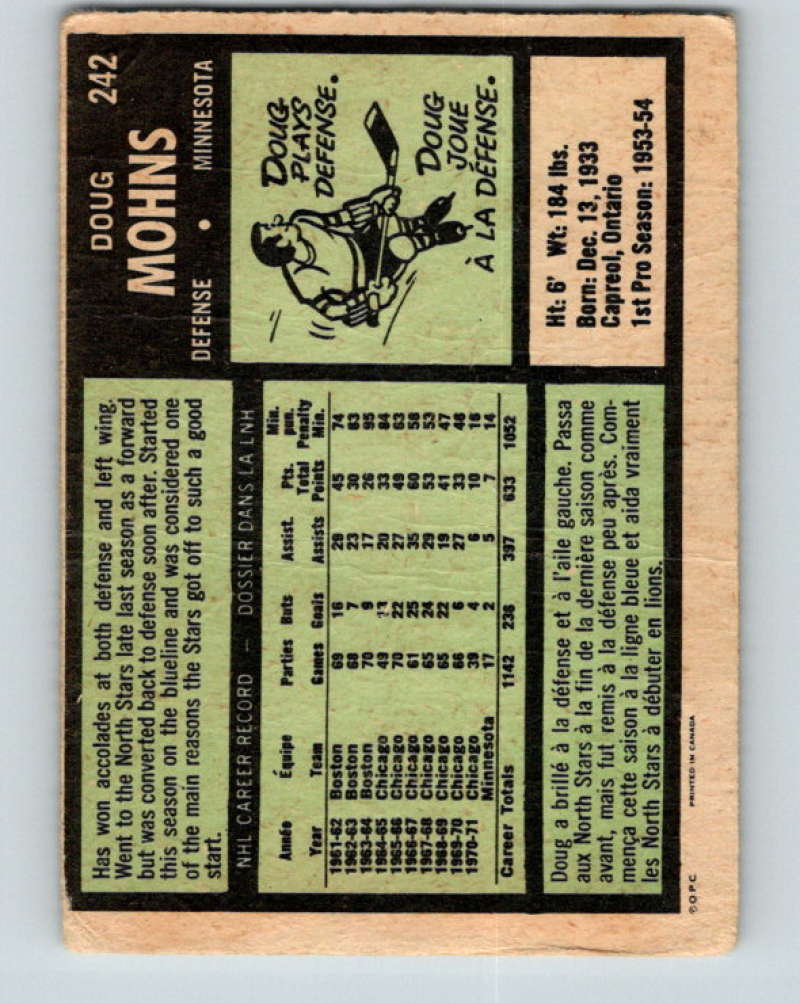 DOUG 242
MOHNS
DEFENSE • MINNESOTA
Has won accolades at both defense and left wing.
Went to the North Stars late last season as a forward
but was converted back to defense soon after. Started
this season on the blueline and was considered one
of the main reasons the Stars got off to such a good
start.
DOUG
PLAYS
DEFENSE.
DOUG
JOUE
À LA DÉFENSE.
NHL CAREER RECORD — DOSSIER DANS LA LNH
Année Équipe Parties Buts Assist. Pts. Min. pun.
Year Team Games Goals Assists Total Points Penalty Min.
1961-62 Boston 69 16 29 45 74
1962-63 Boston 68 7 23 30 63
1963-64 Boston 70 9 17 26 95
1964-65 Chicago 49 13 20 33 84
1965-66 Chicago 70 22 27 49 63
1966-67 Chicago 61 25 35 60 58
1967-68 Chicago 65 24 29 53 53
1968-69 Chicago 65 22 19 41 47
1969-70 Chicago 66 6 27 33 46
1970-71 Chicago 39 4 6 10 16
Minnesota 17 2 5 7 14
Career Totals 1142 236 397 633 1052
Ht: 6' Wt: 184 lbs.
Born: Dec. 13, 1933
Capreol, Ontario
1st Pro Season: 1953-54
Doug a brillé à la défense et à l'aile gauche. Passa
aux North Stars à la fin de la dernière saison comme
avant, mais fut remis à la défense peu après. Com-
mença cette saison à la ligne bleue et aida vraiment
les North Stars à débuter en lions.
© O.P.C. PRINTED IN CANADA